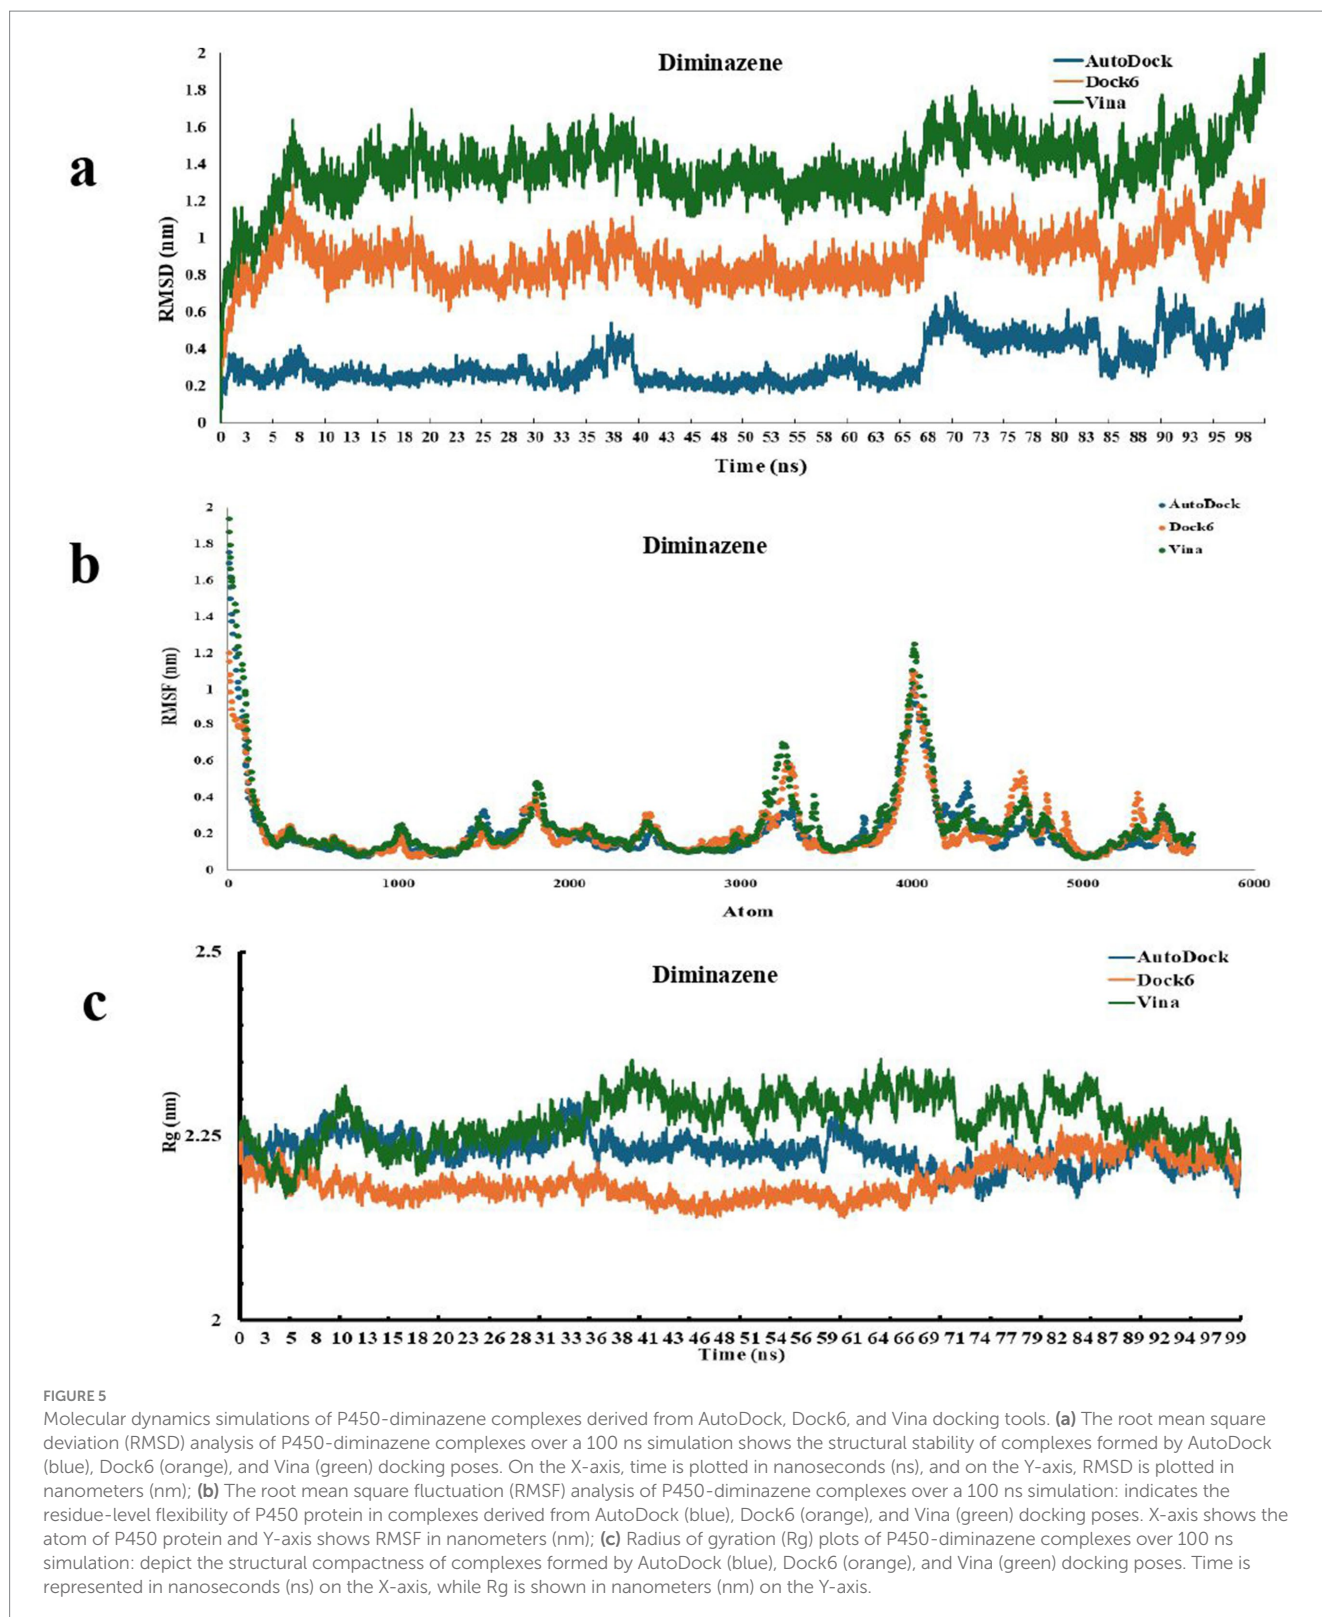 Diminazene
AutoDock
Dock6
Vina
a
RMSD (nm)
2
1.8
1.6
1.4
1.2
1
0.8
0.6
0.4
0.2
0
0 3 5 8 10 13 15 18 20 23 25 28 30 33 35 38 40 43 45 48 50 53 55 58 60 63 65 68 70 73 75 78 80 83 85 88 90 93 95 98
Time (ns)
Diminazene
AutoDock
Dock6
Vina
b
RMSF (nm)
2
1.8
1.6
1.4
1.2
1
0.8
0.6
0.4
0.2
0
0 1000 2000 3000 4000 5000 6000
Atom
Diminazene
AutoDock
Dock6
Vina
c
Rg (nm)
2.5
2.25
2
0 3 5 8 10 13 15 18 20 23 26 28 31 33 36 38 41 43 46 48 51 54 56 59 61 64 66 69 71 74 77 79 82 84 87 89 92 94 97 99
Time (ns)
FIGURE 5
Molecular dynamics simulations of P450-diminazene complexes derived from AutoDock, Dock6, and Vina docking tools. (a) The root mean square
deviation (RMSD) analysis of P450-diminazene complexes over a 100 ns simulation shows the structural stability of complexes formed by AutoDock
(blue), Dock6 (orange), and Vina (green) docking poses. On the X-axis, time is plotted in nanoseconds (ns), and on the Y-axis, RMSD is plotted in
nanometers (nm); (b) The root mean square fluctuation (RMSF) analysis of P450-diminazene complexes over a 100 ns simulation: indicates the
residue-level flexibility of P450 protein in complexes derived from AutoDock (blue), Dock6 (orange), and Vina (green) docking poses. X-axis shows the
atom of P450 protein and Y-axis shows RMSF in nanometers (nm); (c) Radius of gyration (Rg) plots of P450-diminazene complexes over 100 ns
simulation: depict the structural compactness of complexes formed by AutoDock (blue), Dock6 (orange), and Vina (green) docking poses. Time is
represented in nanoseconds (ns) on the X-axis, while Rg is shown in nanometers (nm) on the Y-axis.